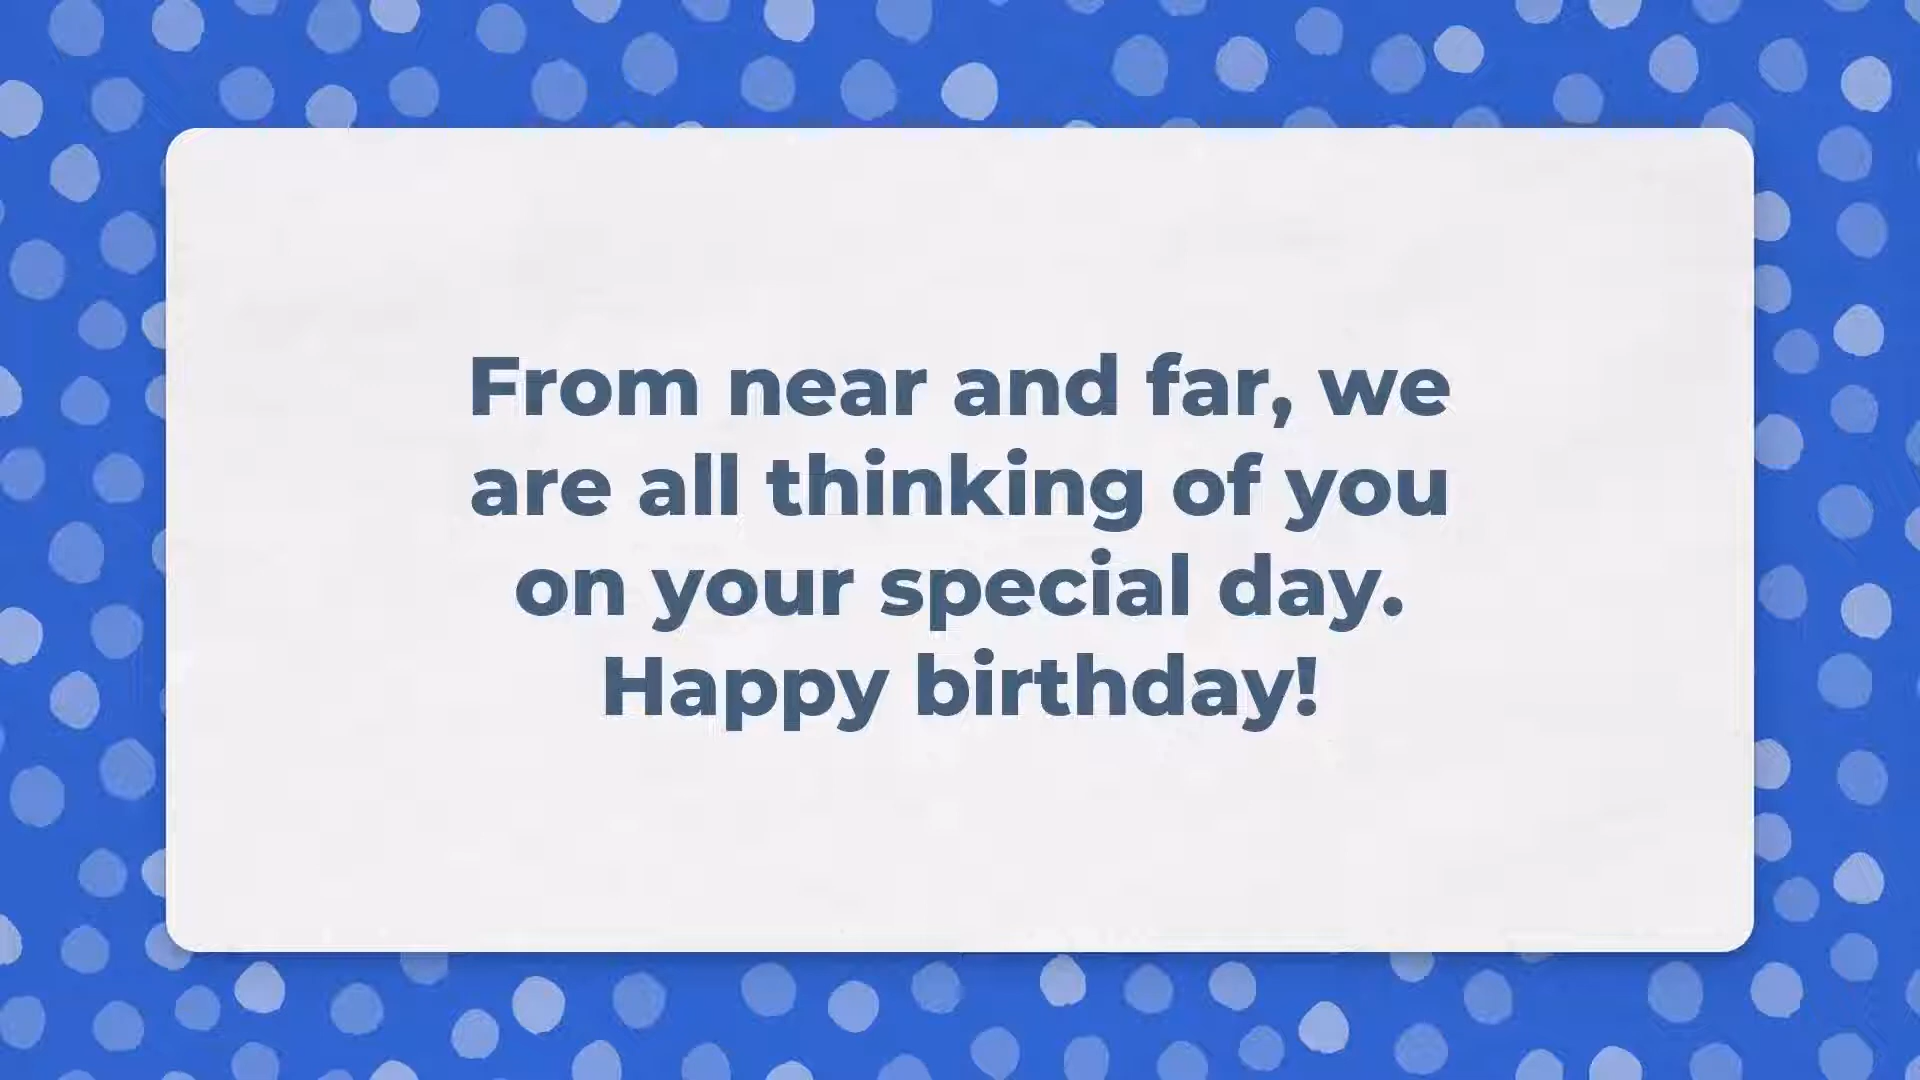 From near and far, we
are all thinking of you
on your special day.
Happy birthday!